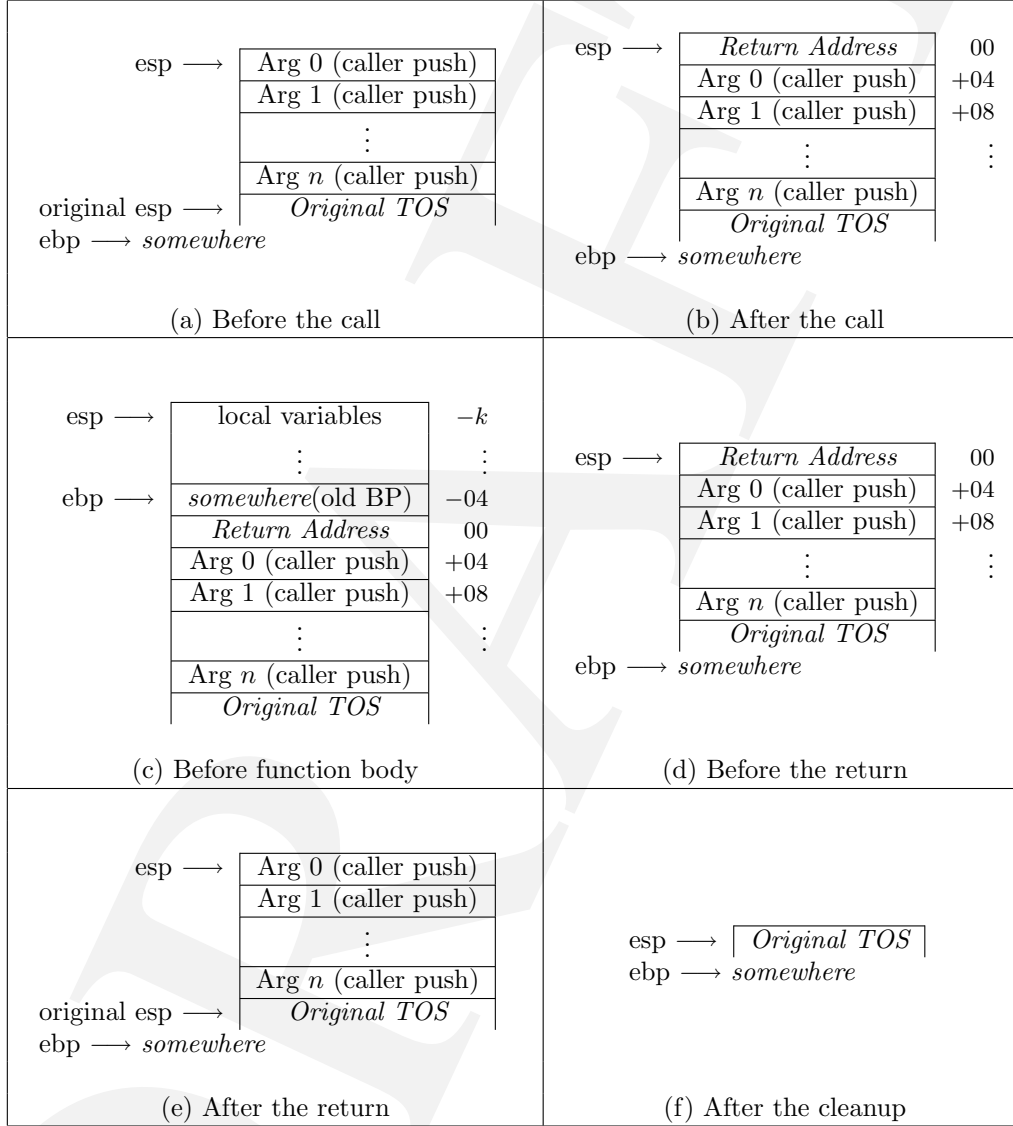 esp ⟶ Arg 0 (caller push)
Arg 1 (caller push)
⋮
Arg n (caller push)
original esp ⟶ Original TOS
ebp ⟶ somewhere
(a) Before the call
esp ⟶ Return Address 00
Arg 0 (caller push) +04
Arg 1 (caller push) +08
⋮ ⋮
Arg n (caller push)
Original TOS
ebp ⟶ somewhere
(b) After the call
esp ⟶ local variables −k
⋮ ⋮
ebp ⟶ somewhere(old BP) −04
Return Address 00
Arg 0 (caller push) +04
Arg 1 (caller push) +08
⋮ ⋮
Arg n (caller push)
Original TOS
(c) Before function body
esp ⟶ Return Address 00
Arg 0 (caller push) +04
Arg 1 (caller push) +08
⋮ ⋮
Arg n (caller push)
Original TOS
ebp ⟶ somewhere
(d) Before the return
esp ⟶ Arg 0 (caller push)
Arg 1 (caller push)
⋮
Arg n (caller push)
original esp ⟶ Original TOS
ebp ⟶ somewhere
(e) After the return
esp ⟶ Original TOS
ebp ⟶ somewhere
(f) After the cleanup